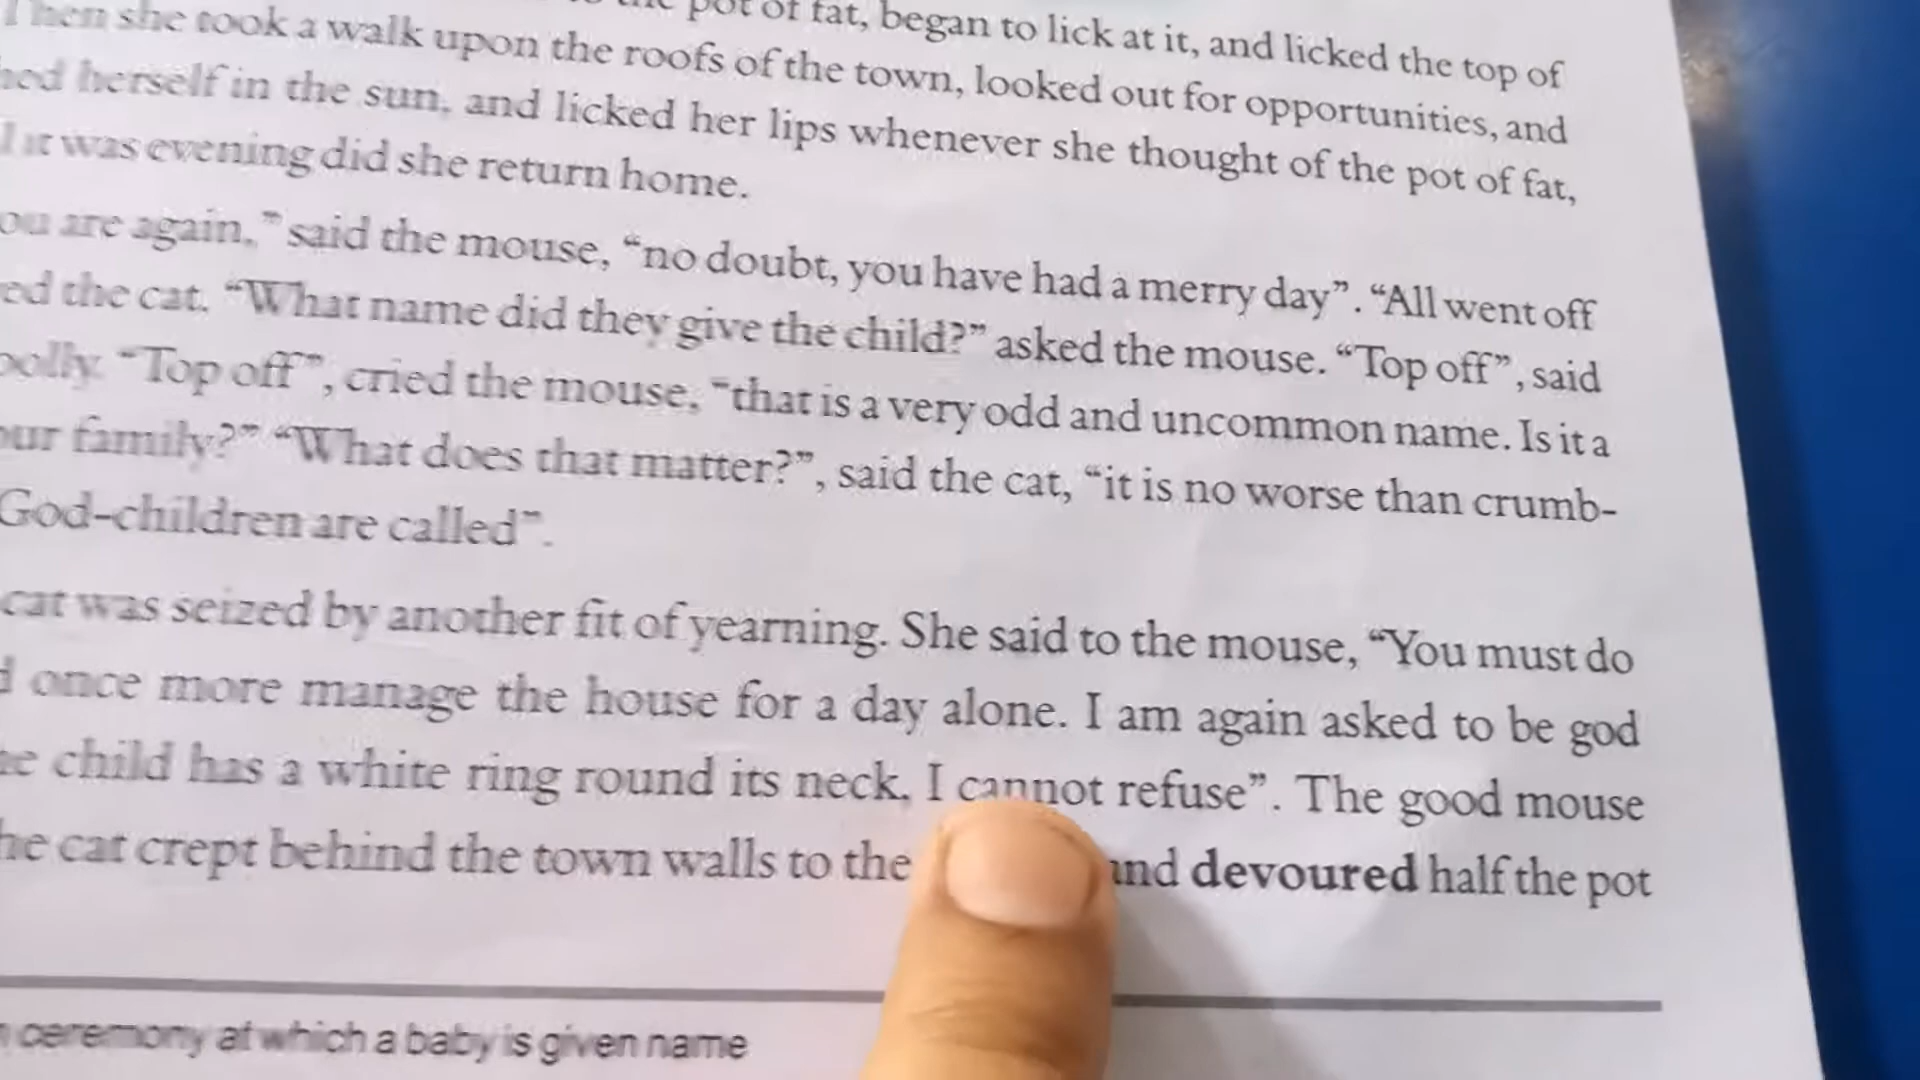 pot of fat, began to lick at it, and licked the top of
Then she took a walk upon the roofs of the town, looked out for opportunities, and
herself in the sun, and licked her lips whenever she thought of the pot of fat,
it was evening did she return home.
are again,” said the mouse, “no doubt, you have had a merry day”. “All went off
the cat. “What name did they give the child?” asked the mouse. “Top off”, said
“Top off”, cried the mouse, “that is a very odd and uncommon name. Is it a
family?” “What does that matter?”, said the cat, “it is no worse than crumb-
God-children are called”.
cat was seized by another fit of yearning. She said to the mouse, “You must do
once more manage the house for a day alone. I am again asked to be god
child has a white ring round its neck, I cannot refuse”. The good mouse
cat crept behind the town walls to the and devoured half the pot
ceremony at which a baby is given name